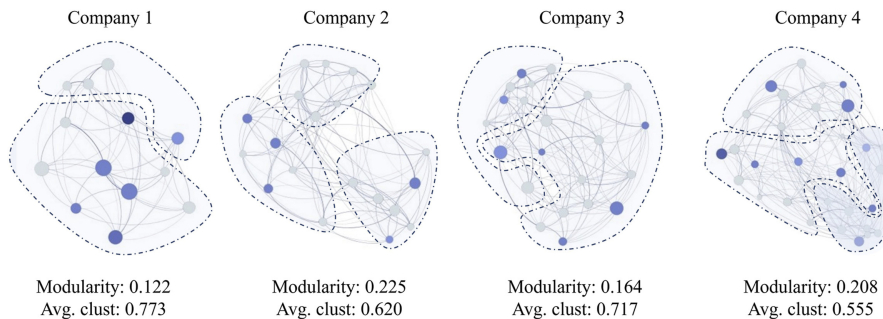 Company 1
Company 2
Company 3
Company 4
Modularity: 0.122
Avg. clust: 0.773
Modularity: 0.225
Avg. clust: 0.620
Modularity: 0.164
Avg. clust: 0.717
Modularity: 0.208
Avg. clust: 0.555